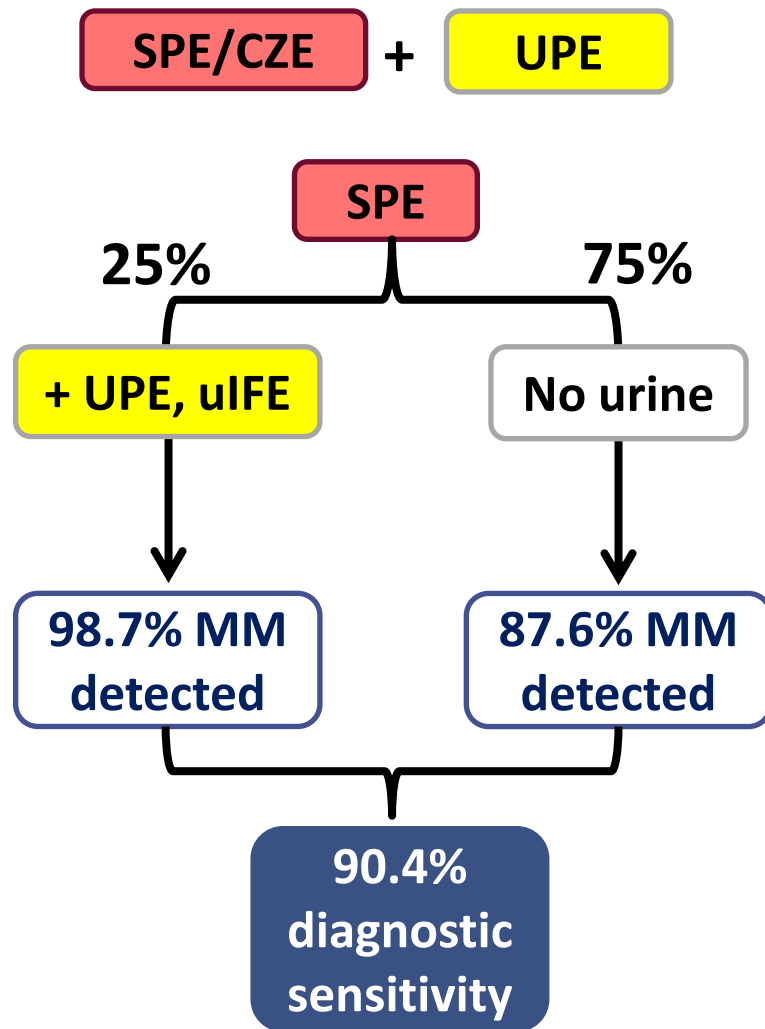 SPE/CZE + UPE
SPE
25% 75%
+ UPE, uIFE
No urine
98.7% MM
detected
87.6% MM
detected
90.4%
diagnostic
sensitivity